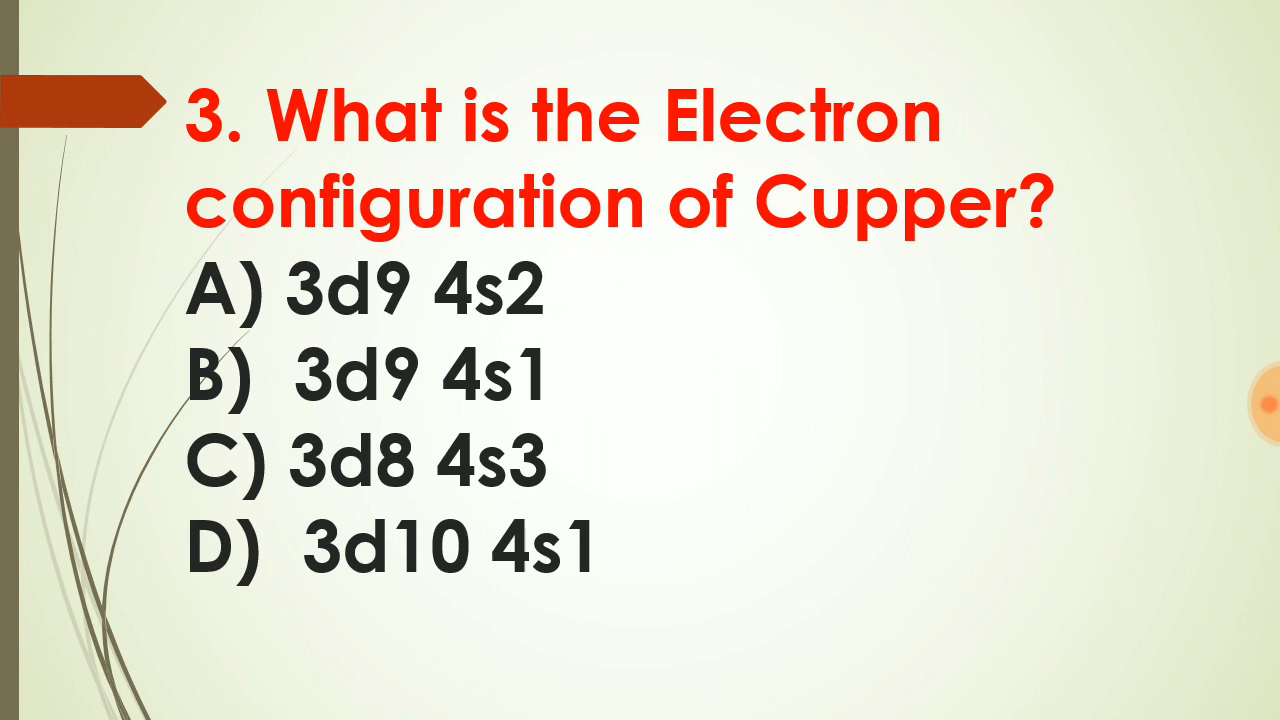 3. What is the Electron
configuration of Cupper?
A) 3d9 4s2
B) 3d9 4s1
C) 3d8 4s3
D) 3d10 4s1